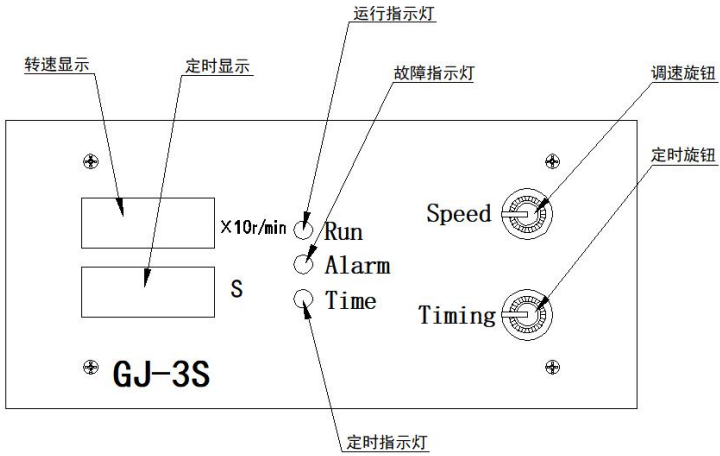 运行指示灯
转速显示
定时显示
故障指示灯
调速旋钮
定时旋钮
X10r/min
Run
Speed
Alarm
S
Time
Timing
GJ-3S
定时指示灯